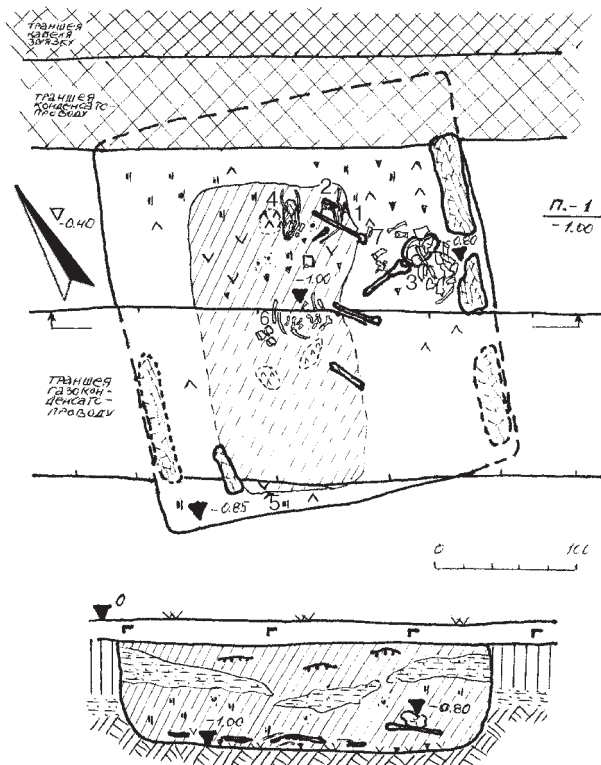 ТРАНШЕЯ
КАБЕЛЯ
ЗВ'ЯЗКУ
ТРАНШЕЯ
КОНДЕНСАТО-
ПРОВОДУ
-0.40
П.-1
-1.00
4
2
1
7
-0.80
3
-1.00
6
ТРАНШЕЯ
ГАЗОКОН-
ДЕНСАТО-
ПРОВОДУ
5
-0.85
0 100
0
-1.00
-0.80